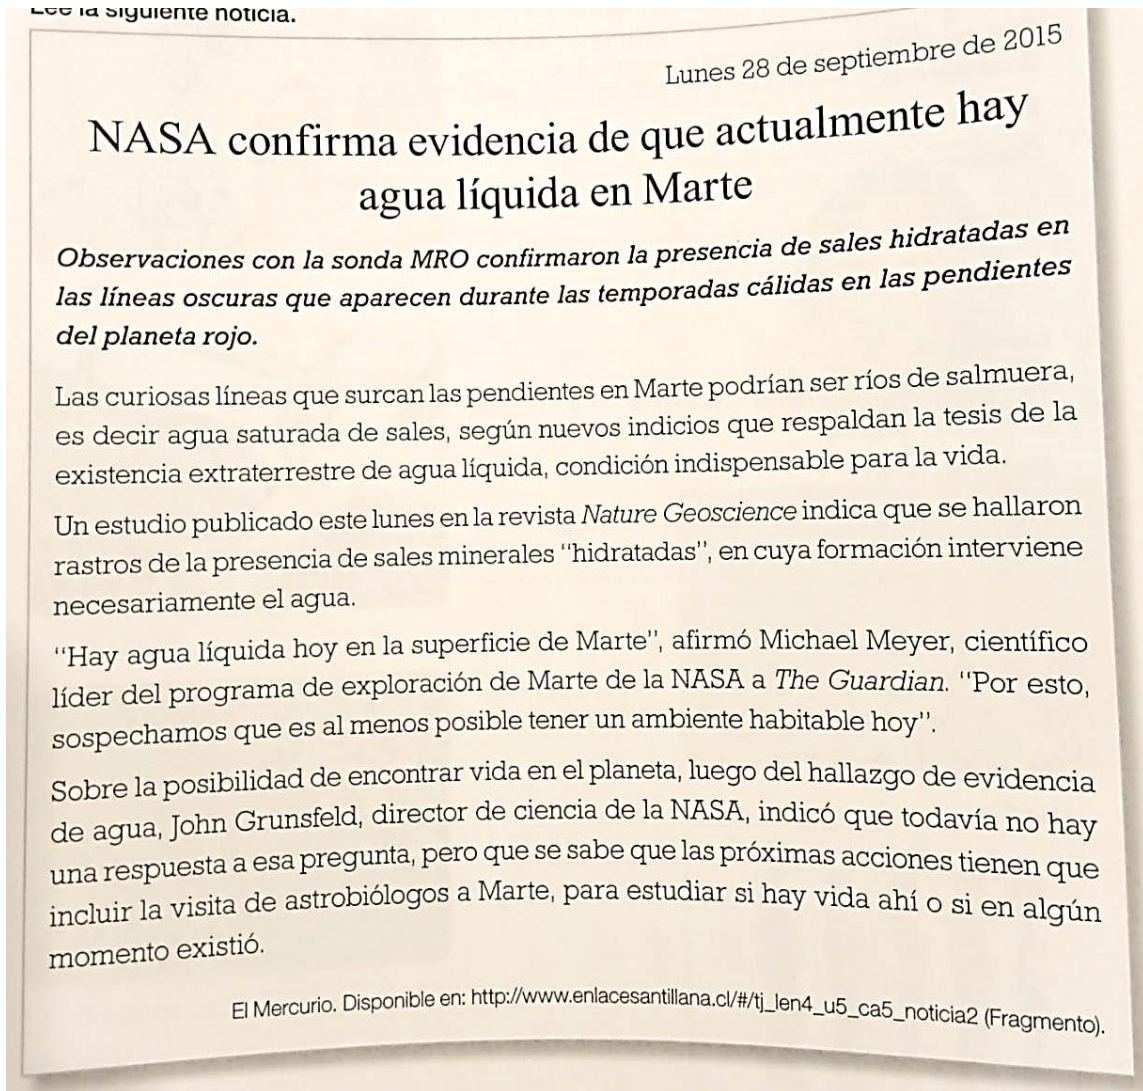 Lee la siguiente noticia.
Lunes 28 de septiembre de 2015
NASA confirma evidencia de que actualmente hay
agua líquida en Marte
Observaciones con la sonda MRO confirmaron la presencia de sales hidratadas en
las líneas oscuras que aparecen durante las temporadas cálidas en las pendientes
del planeta rojo.
Las curiosas líneas que surcan las pendientes en Marte podrían ser ríos de salmuera,
es decir agua saturada de sales, según nuevos indicios que respaldan la tesis de la
existencia extraterrestre de agua líquida, condición indispensable para la vida.
Un estudio publicado este lunes en la revista Nature Geoscience indica que se hallaron
rastros de la presencia de sales minerales “hidratadas”, en cuya formación interviene
necesariamente el agua.
“Hay agua líquida hoy en la superficie de Marte”, afirmó Michael Meyer, científico
líder del programa de exploración de Marte de la NASA a The Guardian. “Por esto,
sospechamos que es al menos posible tener un ambiente habitable hoy”.
Sobre la posibilidad de encontrar vida en el planeta, luego del hallazgo de evidencia
de agua, John Grunsfeld, director de ciencia de la NASA, indicó que todavía no hay
una respuesta a esa pregunta, pero que se sabe que las próximas acciones tienen que
incluir la visita de astrobiólogos a Marte, para estudiar si hay vida ahí o si en algún
momento existió.
El Mercurio. Disponible en: http://www.enlacesantillana.cl/#/tj_len4_u5_ca5_noticia2 (Fragmento).